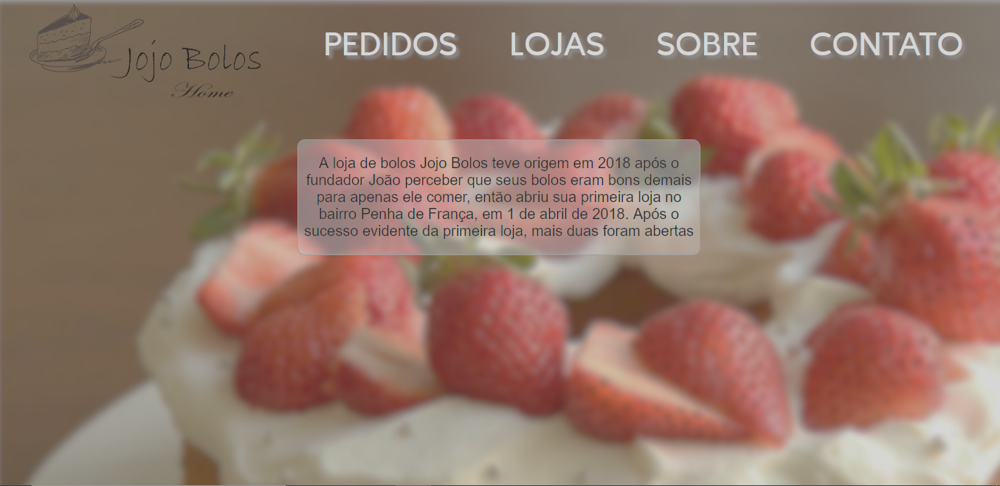 Jojo Bolos
Home
PEDIDOS LOJAS SOBRE CONTATO
A loja de bolos Jojo Bolos teve origem em 2018 após o
fundador João perceber que seus bolos eram bons demais
para apenas ele comer, então abriu sua primeira loja no
bairro Penha de França, em 1 de abril de 2018. Após o
sucesso evidente da primeira loja, mais duas foram abertas